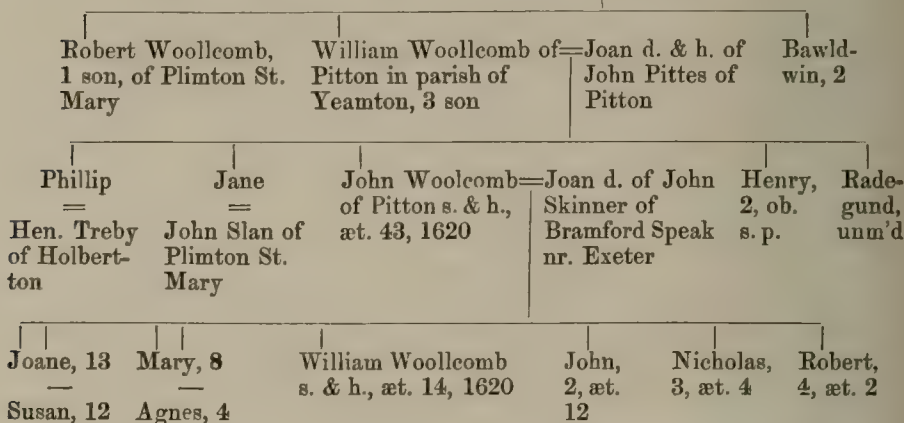 Robert Woollcomb,
1 son, of Plimton St.
Mary
William Woollcomb of=Joan d. & h. of
Pitton in parish of John Pittes of
Yeamton, 3 son Pitton
Bawld-
win, 2
Phillip
=
Hen. Treby
of Holbert-
ton
Jane
=
John Slan of
Plimton St.
Mary
John Woolcomb=Joan d. of John
of Pitton s. & h., Skinner of
æt. 43, 1620 Bramford Speak
nr. Exeter
Henry,
2, ob.
s. p.
Rade-
gund,
unm'd
Joane, 13
—
Susan, 12
Mary, 8
—
Agnes, 4
William Woollcomb
s. & h., æt. 14, 1620
John,
2, æt.
12
Nicholas,
3, æt. 4
Robert,
4, æt. 2